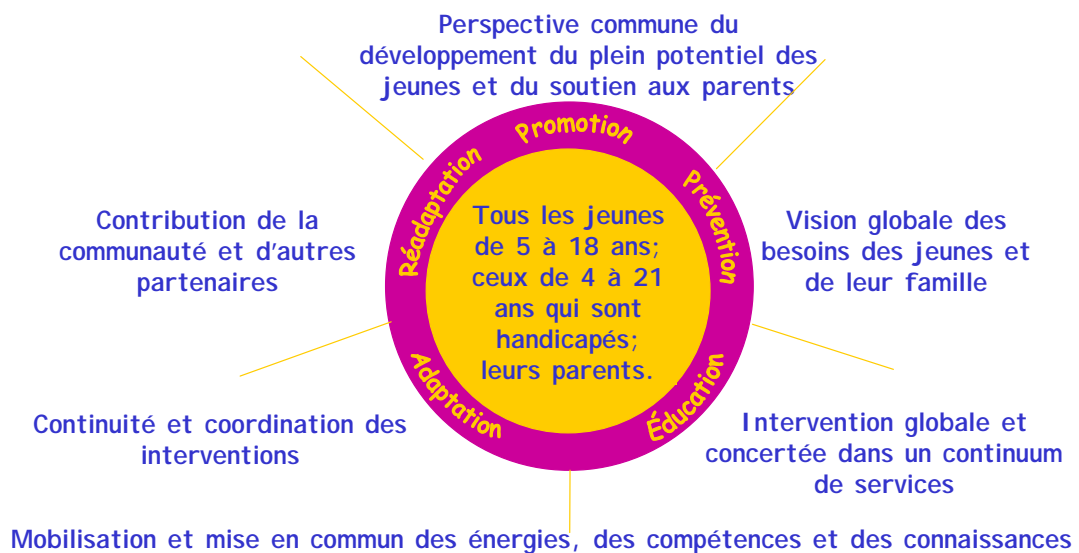 Perspective commune du
développement du plein potentiel des
jeunes et du soutien aux parents
Promotion
Réadaptation
Prévention
Adaptation
Éducation
Tous les jeunes
de 5 à 18 ans;
ceux de 4 à 21
ans qui sont
handicapés;
leurs parents.
Contribution de la
communauté et d'autres
partenaires
Vision globale des
besoins des jeunes et
de leur famille
Continuité et coordination des
interventions
Intervention globale et
concertée dans un continuum
de services
Mobilisation et mise en commun des énergies, des compétences et des connaissances